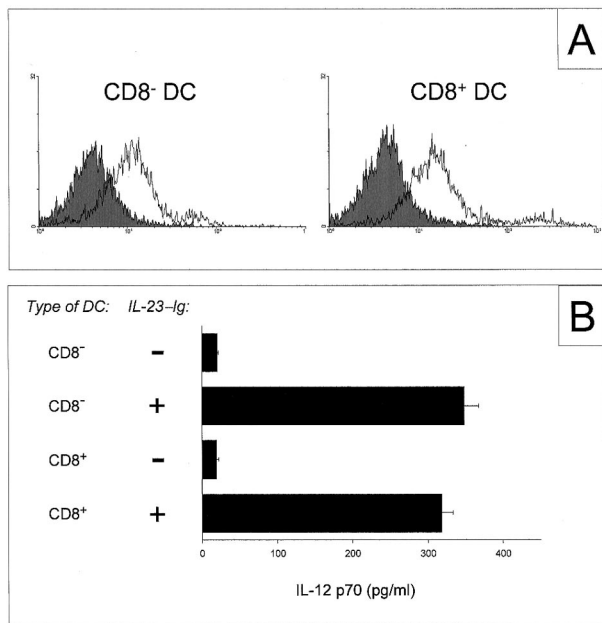 A
CD8- DC
CD8+ DC
B
Type of DC: IL-23–Ig:
CD8- -
CD8- +
CD8+ -
CD8+ +
0 100 200 300 400
IL-12 p70 (pg/ml)